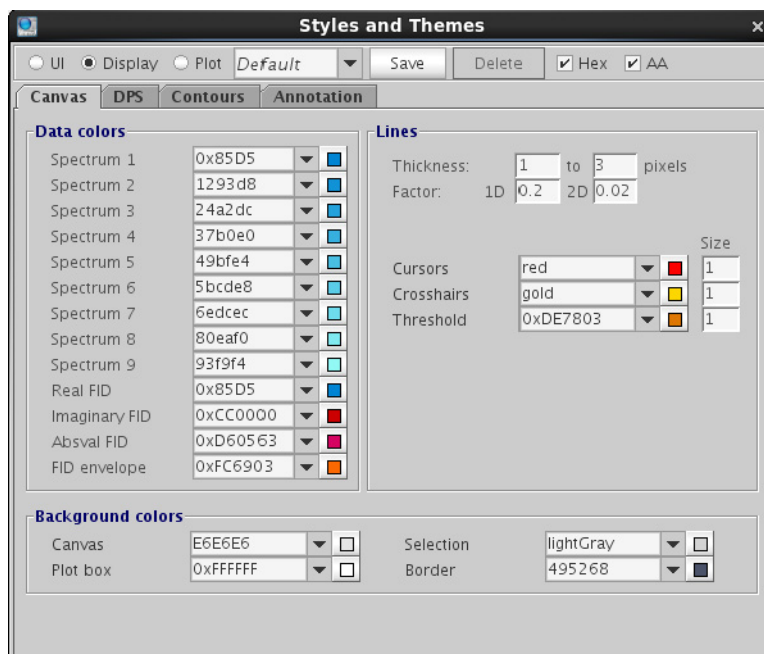 Styles and Themes
UI Display Plot Default Save Delete Hex AA
Canvas DPS Contours Annotation
Data colors
Spectrum 1 0x85D5
Spectrum 2 1293d8
Spectrum 3 24a2dc
Spectrum 4 37b0e0
Spectrum 5 49bfe4
Spectrum 6 5bcde8
Spectrum 7 6edcec
Spectrum 8 80eaf0
Spectrum 9 93f9f4
Real FID 0x85D5
Imaginary FID 0xCC0000
Absval FID 0xD60563
FID envelope 0xFC6903
Lines
Thickness: 1 to 3 pixels
Factor: 1D 0.2 2D 0.02
Size
Cursors red 1
Crosshairs gold 1
Threshold 0xDE7803 1
Background colors
Canvas E6E6E6 Selection lightGray
Plot box 0xFFFFFF Border 495268